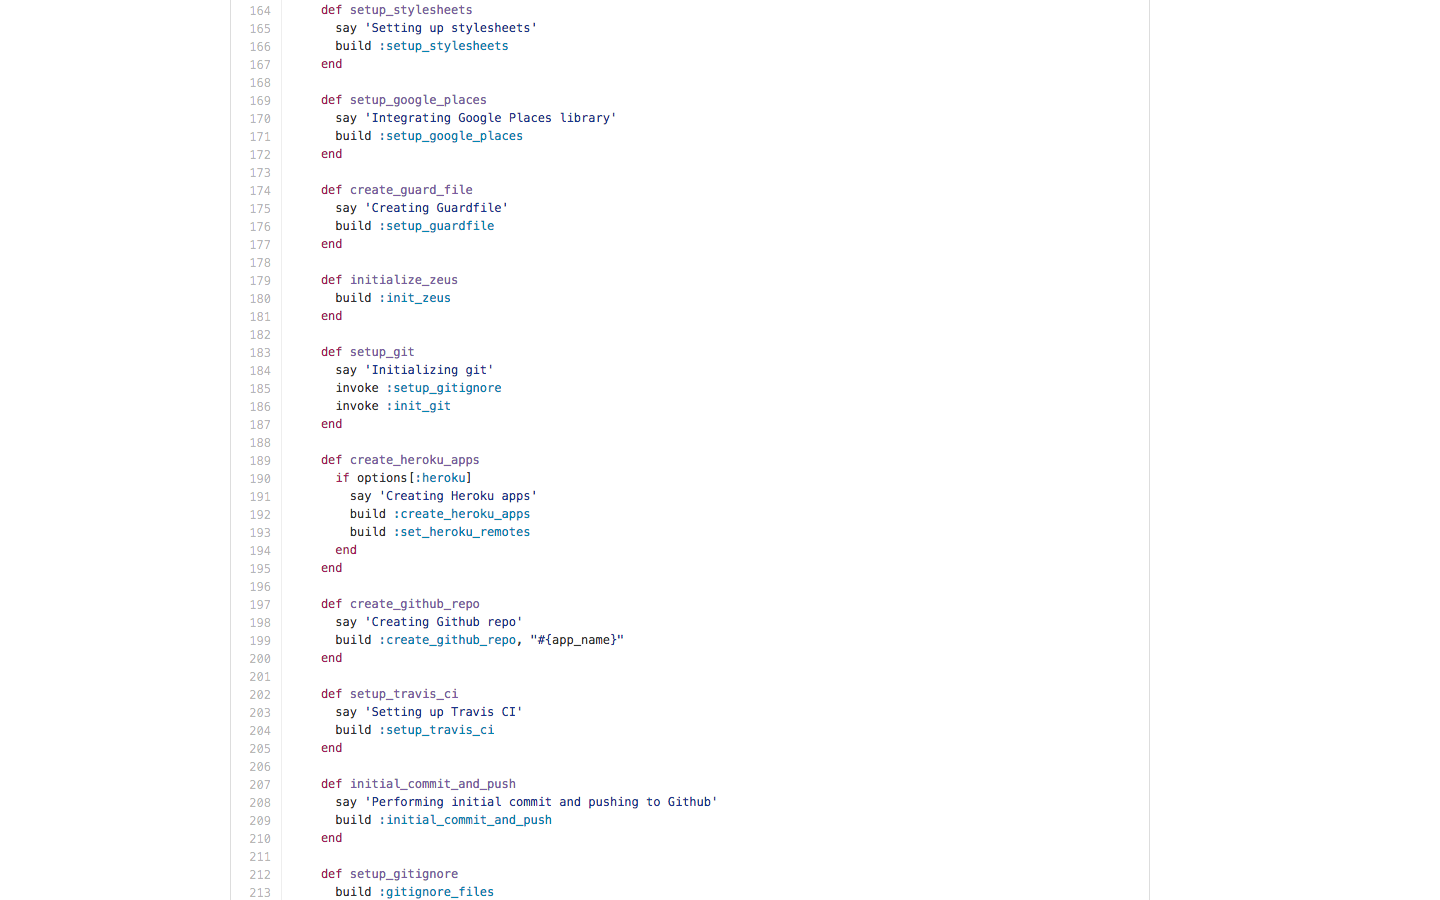 164 def setup_stylesheets
165 say 'Setting up stylesheets'
166 build :setup_stylesheets
167 end
168
169 def setup_google_places
170 say 'Integrating Google Places library'
171 build :setup_google_places
172 end
173
174 def create_guard_file
175 say 'Creating Guardfile'
176 build :setup_guardfile
177 end
178
179 def initialize_zeus
180 build :init_zeus
181 end
182
183 def setup_git
184 say 'Initializing git'
185 invoke :setup_gitignore
186 invoke :init_git
187 end
188
189 def create_heroku_apps
190 if options[:heroku]
191 say 'Creating Heroku apps'
192 build :create_heroku_apps
193 build :set_heroku_remotes
194 end
195 end
196
197 def create_github_repo
198 say 'Creating Github repo'
199 build :create_github_repo, "#{app_name}"
200 end
201
202 def setup_travis_ci
203 say 'Setting up Travis CI'
204 build :setup_travis_ci
205 end
206
207 def initial_commit_and_push
208 say 'Performing initial commit and pushing to Github'
209 build :initial_commit_and_push
210 end
211
212 def setup_gitignore
213 build :gitignore_files